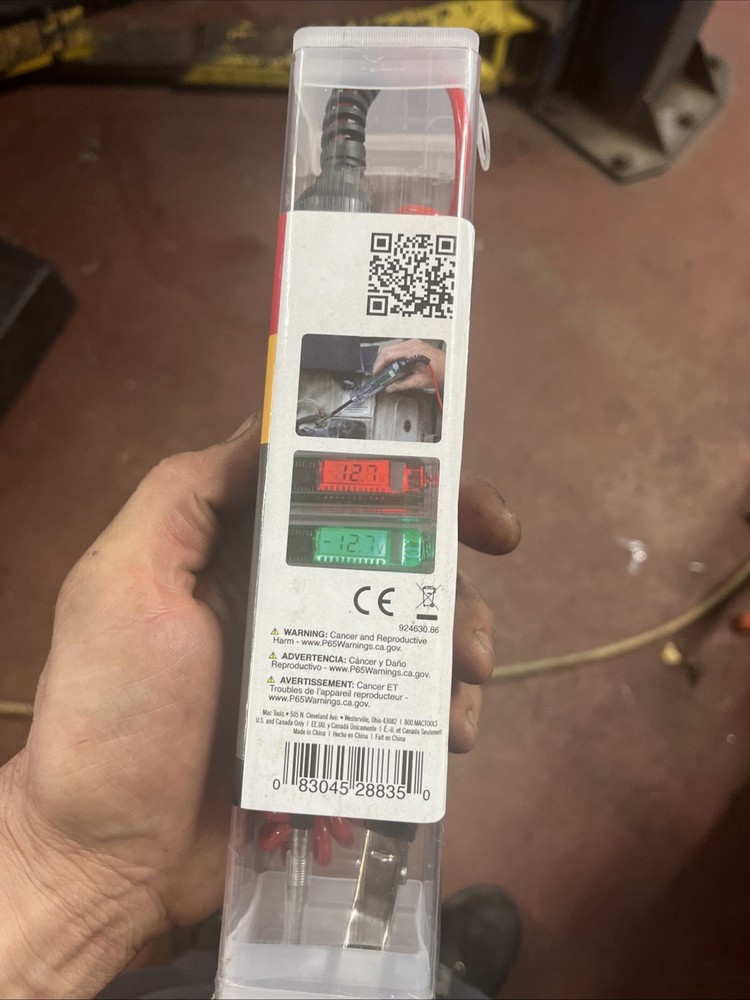 12.7V
-12.7V
CE
924630.86
WARNING: Cancer and Reproductive
Harm - www.P65Warnings.ca.gov.
ADVERTENCIA: Cáncer y Daño
Reproductivo - www.P65Warnings.ca.gov.
AVERTISSEMENT: Cancer ET
Troubles de l'appareil reproducteur -
www.P65Warnings.ca.gov.
Mac Tools • 505 N. Cleveland Ave. • Westerville, Ohio 43082 | 800.MACTOOLS
U.S. and Canada Only | EE.UU. y Canadá Únicamente | É.-U. et Canada Seulement
Made in China | Hecho en China | Fait en China
0 83045 28835 0